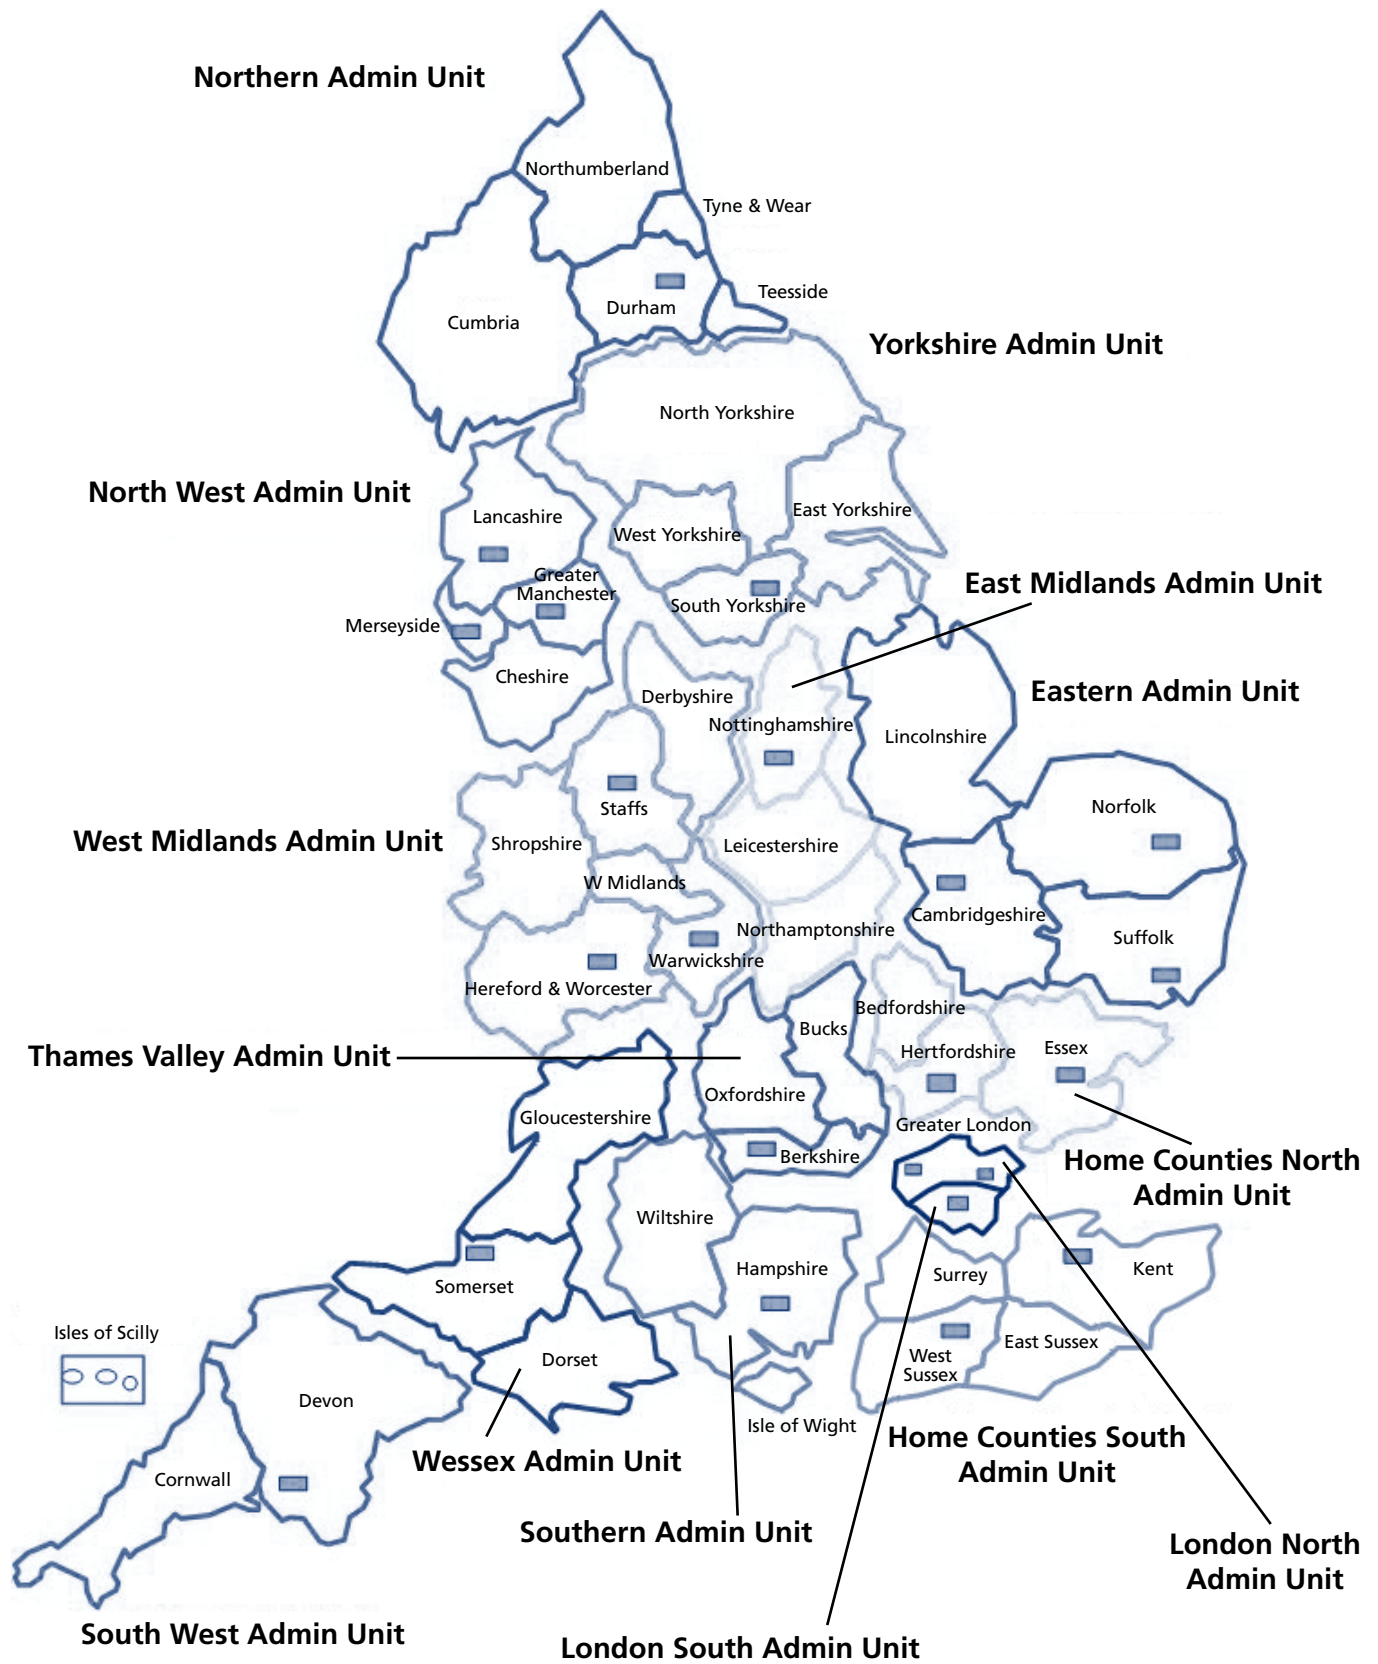 Northern Admin Unit
Northumberland
Tyne & Wear
Teesside
Durham
Cumbria
Yorkshire Admin Unit
North Yorkshire
North West Admin Unit
Lancashire
East Yorkshire
West Yorkshire
Greater
Manchester
East Midlands Admin Unit
South Yorkshire
Merseyside
Cheshire
Derbyshire
Eastern Admin Unit
Nottinghamshire
Lincolnshire
Norfolk
Staffs
West Midlands Admin Unit
Shropshire
Leicestershire
W Midlands
Cambridgeshire
Northamptonshire
Suffolk
Warwickshire
Hereford & Worcester
Bedfordshire
Bucks
Thames Valley Admin Unit
Hertfordshire
Essex
Oxfordshire
Gloucestershire
Greater London
Berkshire
Home Counties North
Admin Unit
Wiltshire
Hampshire
Surrey
Kent
Somerset
Isles of Scilly
East Sussex
West
Sussex
Dorset
Devon
Isle of Wight
Home Counties South
Admin Unit
Wessex Admin Unit
Cornwall
Southern Admin Unit
London North
Admin Unit
South West Admin Unit
London South Admin Unit